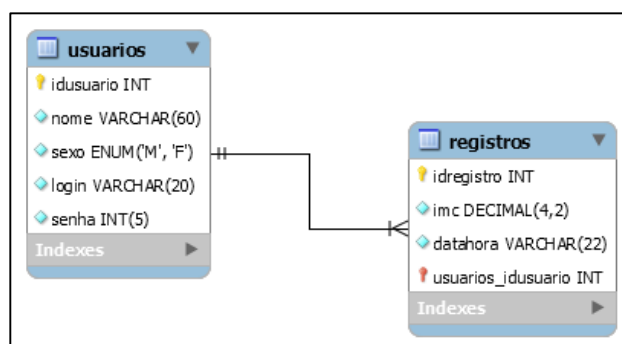 usuarios
idusuario INT
nome VARCHAR(60)
sexo ENUM('M', 'F')
login VARCHAR(20)
senha INT(5)
Indexes
registros
idregistro INT
imc DECIMAL(4,2)
datahora VARCHAR(22)
usuarios_idusuario INT
Indexes